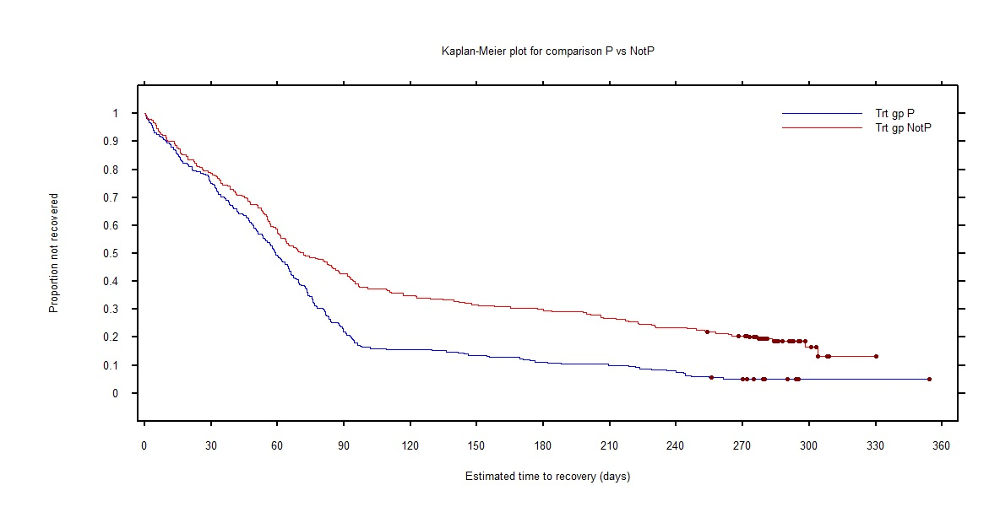 Kaplan-Meier plot for comparison P vs NotP
Trt gp P
Trt gp NotP
1
0.9
0.8
0.7
0.6
0.5
0.4
0.3
0.2
0.1
0
Proportion not recovered
0 30 60 90 120 150 180 210 240 270 300 330 360
Estimated time to recovery (days)